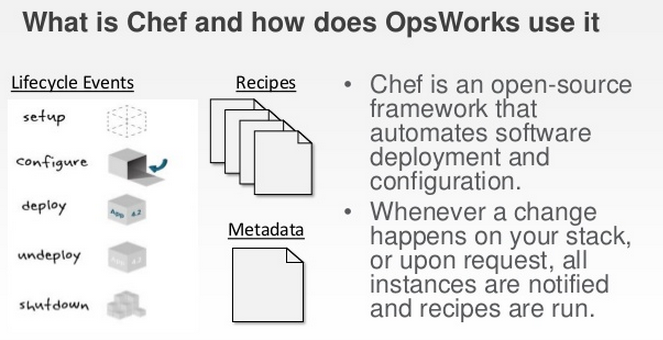 What is Chef and how does OpsWorks use it
Lifecycle Events
setup
configure
deploy
App 4.2
undeploy
App 4.2
shutdown
Recipes
Metadata
• Chef is an open-source
framework that
automates software
deployment and
configuration.
• Whenever a change
happens on your stack,
or upon request, all
instances are notified
and recipes are run.